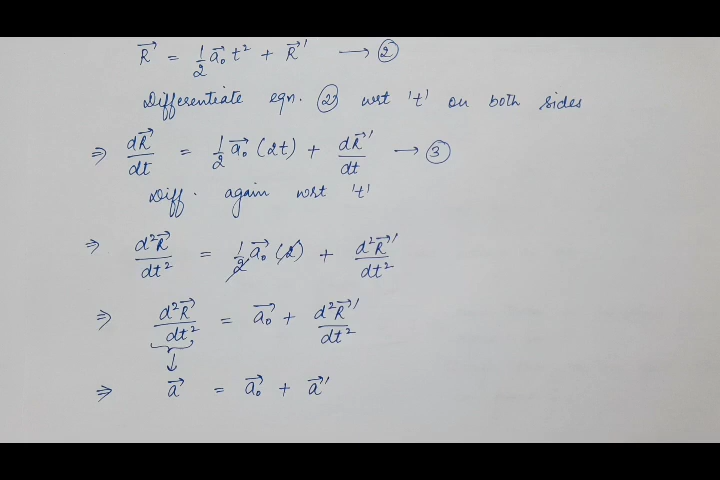 R⃗ = 1/2 a⃗₀ t² + R⃗' ⟶ ②
Differentiate eqn. ② wrt 't' on both sides
⇒ dR⃗/dt = 1/2 a⃗₀ (2t) + dR⃗'/dt ⟶ ③
Diff. again wrt 't'
⇒ d²R⃗/dt² = 1/2 a⃗₀ (2) + d²R⃗'/dt²
⇒ d²R⃗/dt² = a⃗₀ + d²R⃗'/dt²
↓
⇒ a⃗ = a⃗₀ + a⃗'